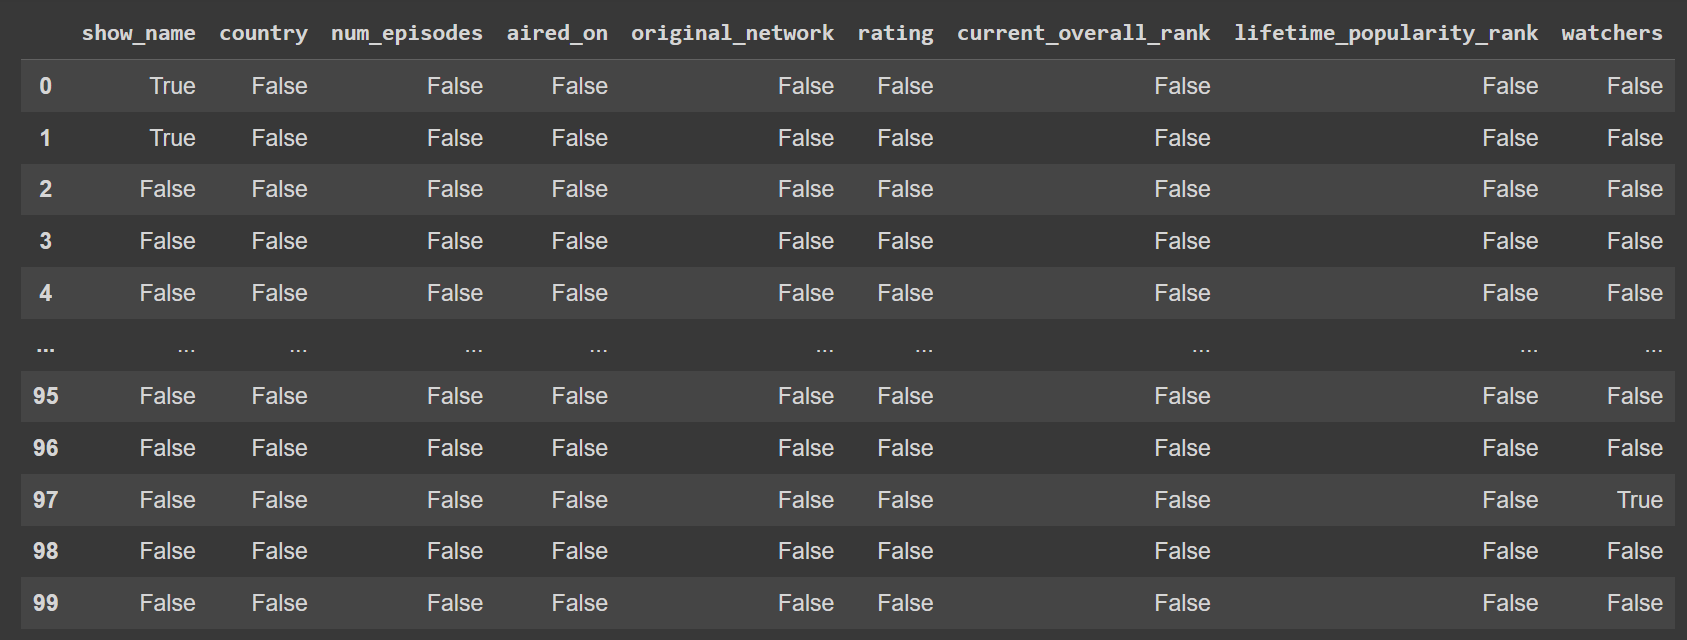 show_name country num_episodes aired_on original_network rating current_overall_rank lifetime_popularity_rank watchers
0 True False False False False False False False False
1 True False False False False False False False False
2 False False False False False False False False False
3 False False False False False False False False False
4 False False False False False False False False False
... ... ... ... ... ... ... ... ... ...
95 False False False False False False False False False
96 False False False False False False False False False
97 False False False False False False False False True
98 False False False False False False False False False
99 False False False False False False False False False